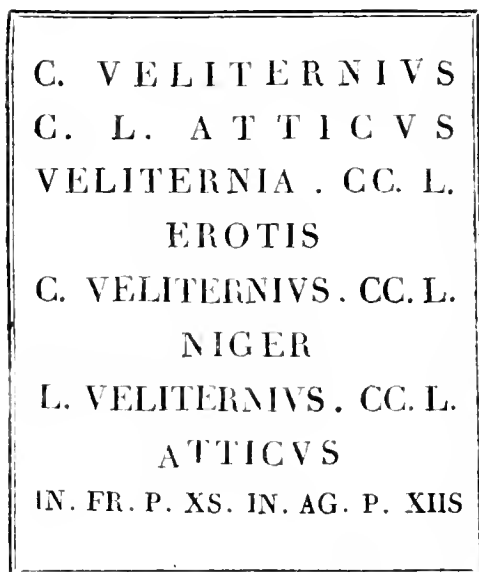 C. VELITERNIVS
C. L. ATTICVS
VELITERNIA . CC. L.
EROTIS
C. VELITERNIVS . CC. L.
NIGER
L. VELITERNIVS . CC. L.
ATTICVS
IN. FR. P. XS. IN. AG. P. XIIS